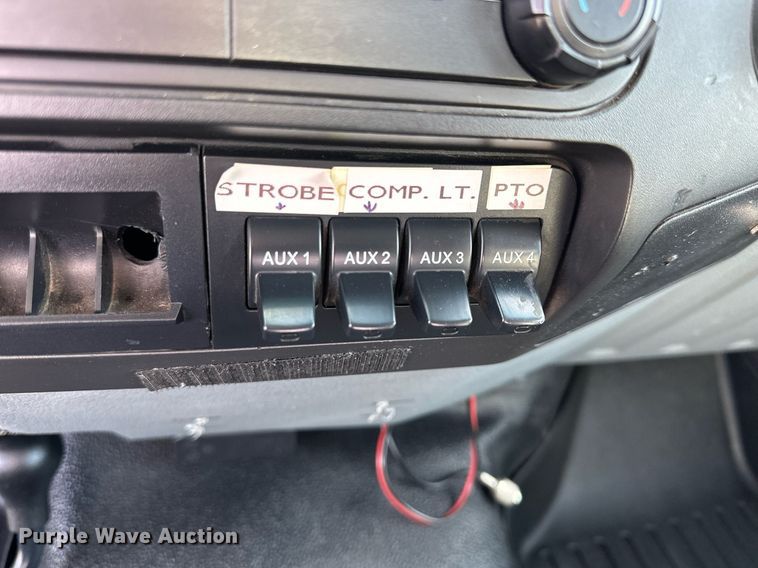 STROBE COMP. LT. PTO
AUX 1 AUX 2 AUX 3 AUX 4
Purple Wave Auction